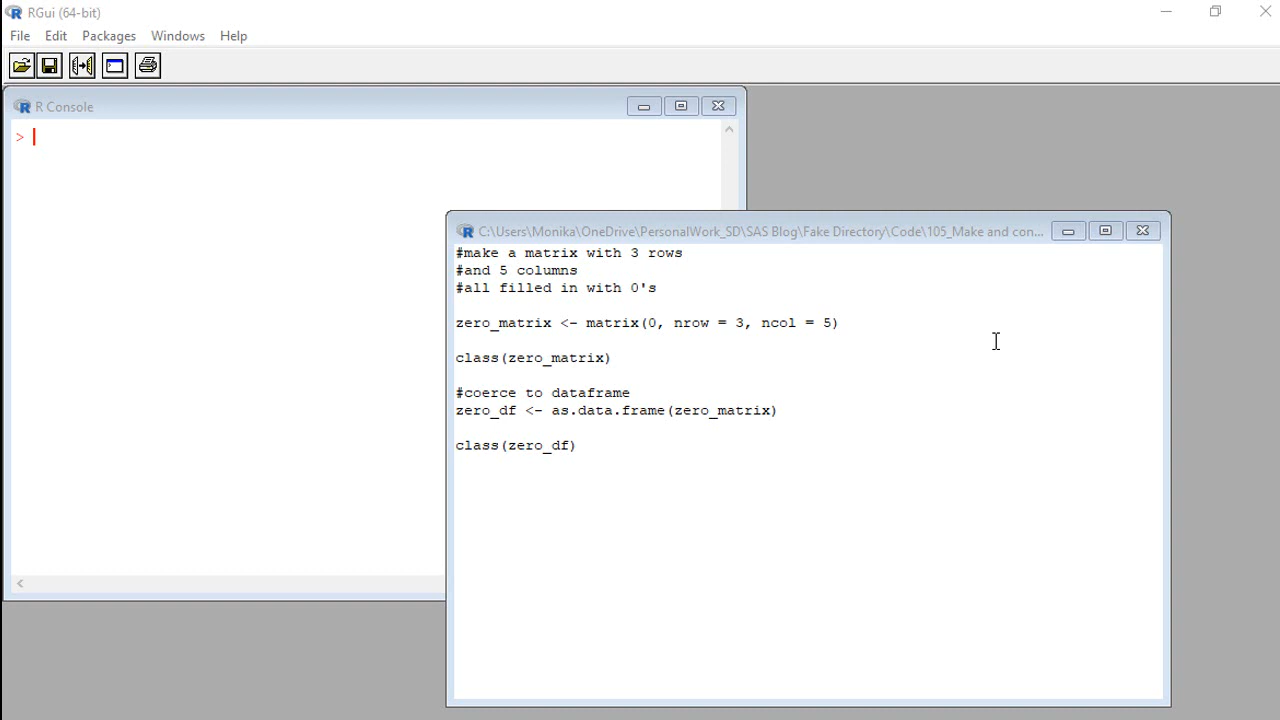 RGui (64-bit)
File Edit Packages Windows Help
R Console
>
C:\Users\Monika\OneDrive\PersonalWork_SD\SAS Blog\Fake Directory\Code\105_Make and con...
#make a matrix with 3 rows
#and 5 columns
#all filled in with 0's
zero_matrix <- matrix(0, nrow = 3, ncol = 5)
class(zero_matrix)
#coerce to dataframe
zero_df <- as.data.frame(zero_matrix)
class(zero_df)